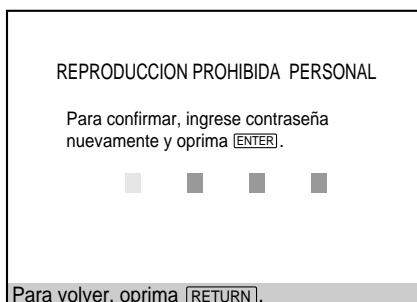 REPRODUCCION PROHIBIDA PERSONAL
Para confirmar, ingrese contraseña
nuevamente y oprima ENTER.
Para volver, oprima RETURN.